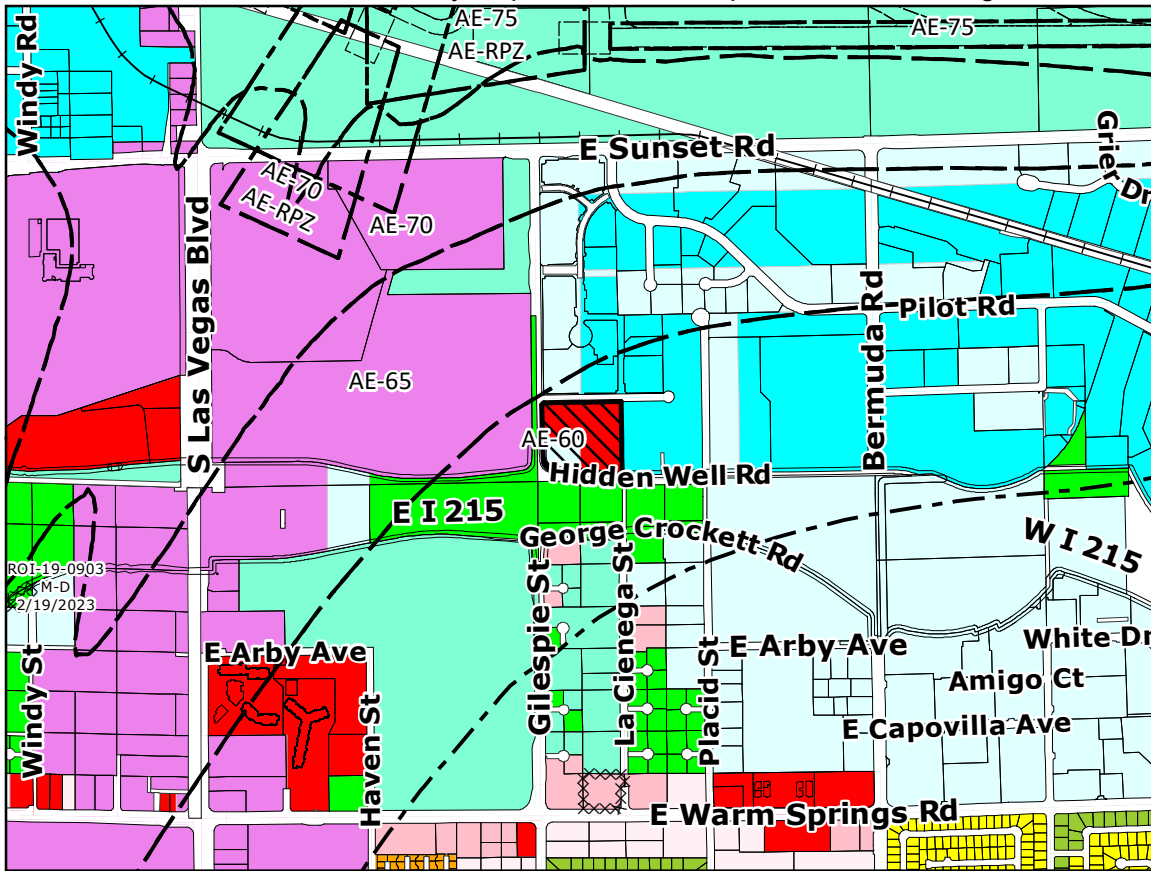 AE-75
AE-RPZ
AE-75
Windy Rd
E Sunset Rd
Grier Dr
AE-70
AE-RPZ
AE-70
S Las Vegas Blvd
Bermuda Rd
Pilot Rd
AE-65
AE-60
Hidden Well Rd
E I 215
George Crockett Rd
W I 215
ROI-19-0903
M-D
2/19/2023
Gillespie St
La Cienega St
E Arby Ave
E Arby Ave
White Dr
Windy St
Haven St
Placid St
Amigo Ct
E Capovilla Ave
E Warm Springs Rd